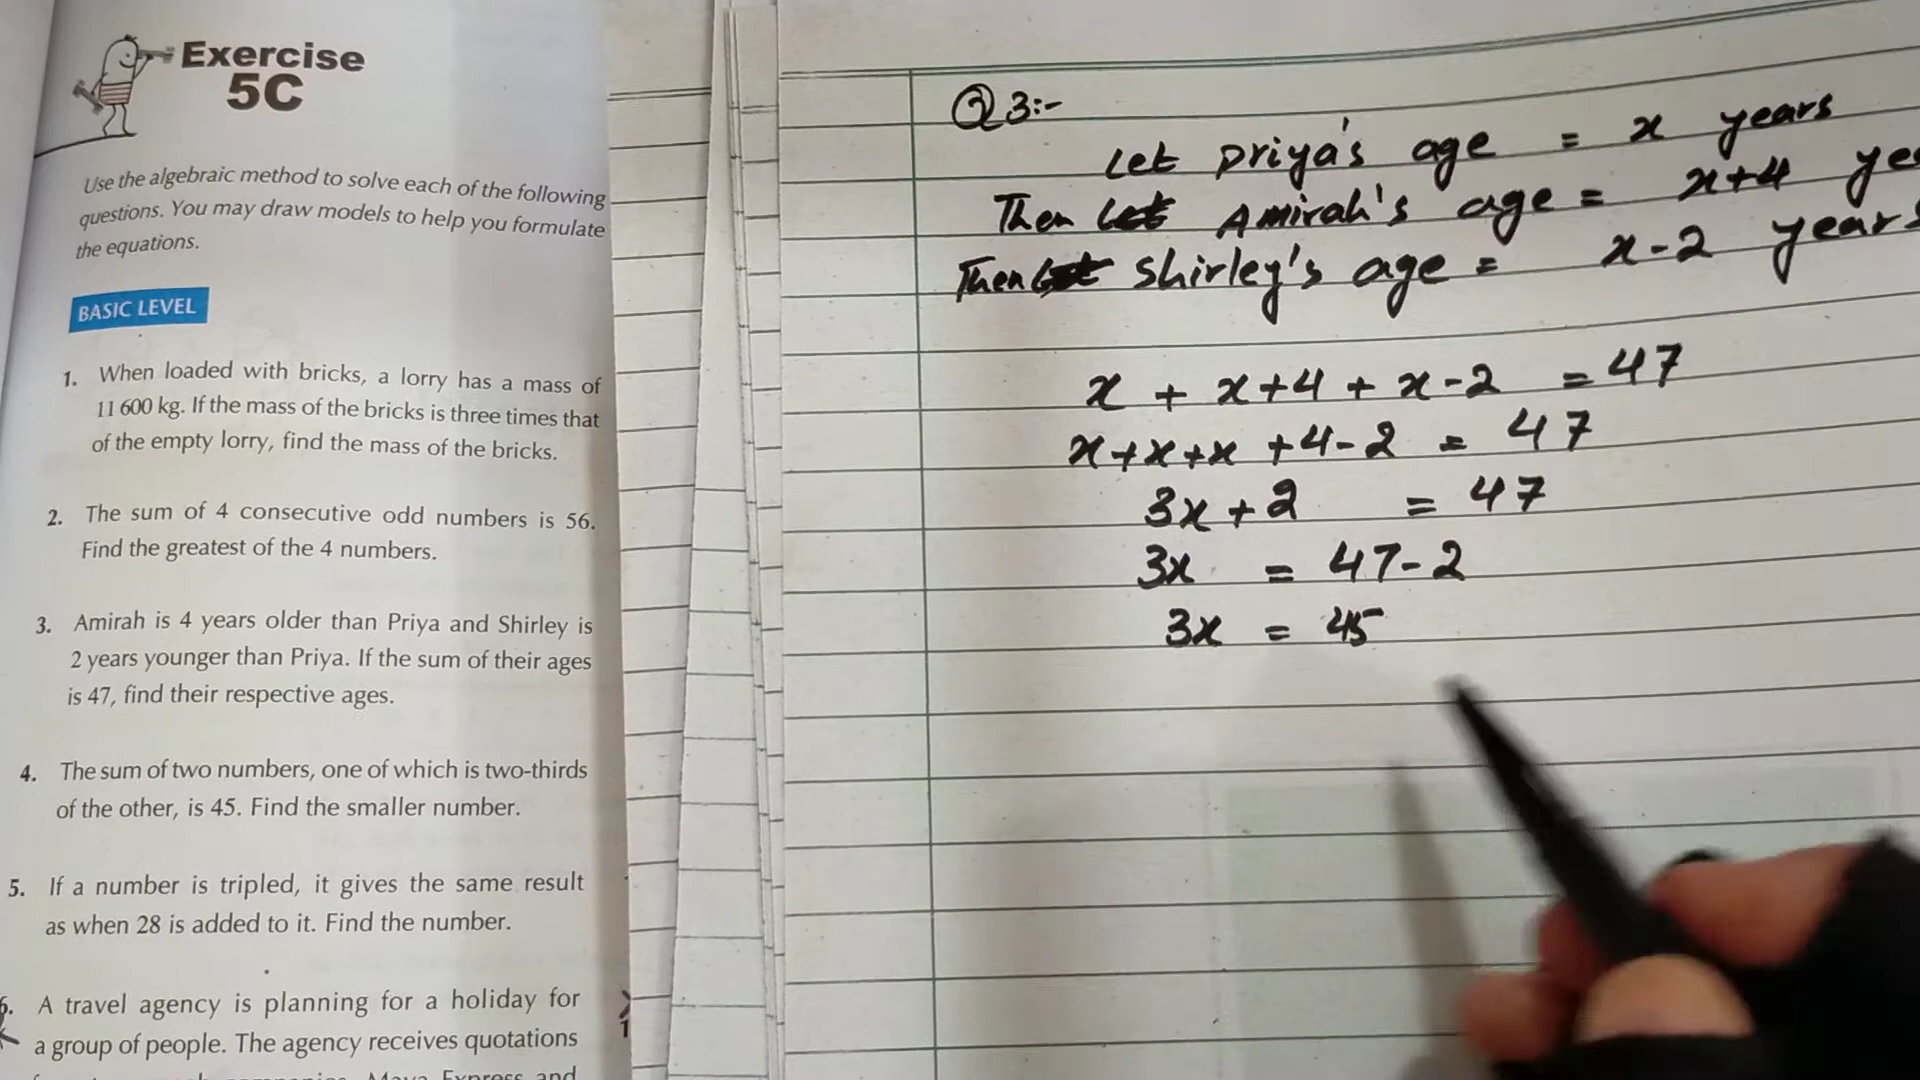 Exercise
5C
Use the algebraic method to solve each of the following
questions. You may draw models to help you formulate
the equations.
BASIC LEVEL
1. When loaded with bricks, a lorry has a mass of
11 600 kg. If the mass of the bricks is three times that
of the empty lorry, find the mass of the bricks.
2. The sum of 4 consecutive odd numbers is 56.
Find the greatest of the 4 numbers.
3. Amirah is 4 years older than Priya and Shirley is
2 years younger than Priya. If the sum of their ages
is 47, find their respective ages.
4. The sum of two numbers, one of which is two-thirds
of the other, is 45. Find the smaller number.
5. If a number is tripled, it gives the same result
as when 28 is added to it. Find the number.
6. A travel agency is planning for a holiday for
a group of people. The agency receives quotations
Express and
Q3:-
Let Priya's age = x years
Then Amirah's age = x+4 ye
Then Shirley's age = x-2 years
x + x+4 + x-2 = 47
x+x+x +4-2 = 47
3x+2 = 47
3x = 47-2
3x = 45